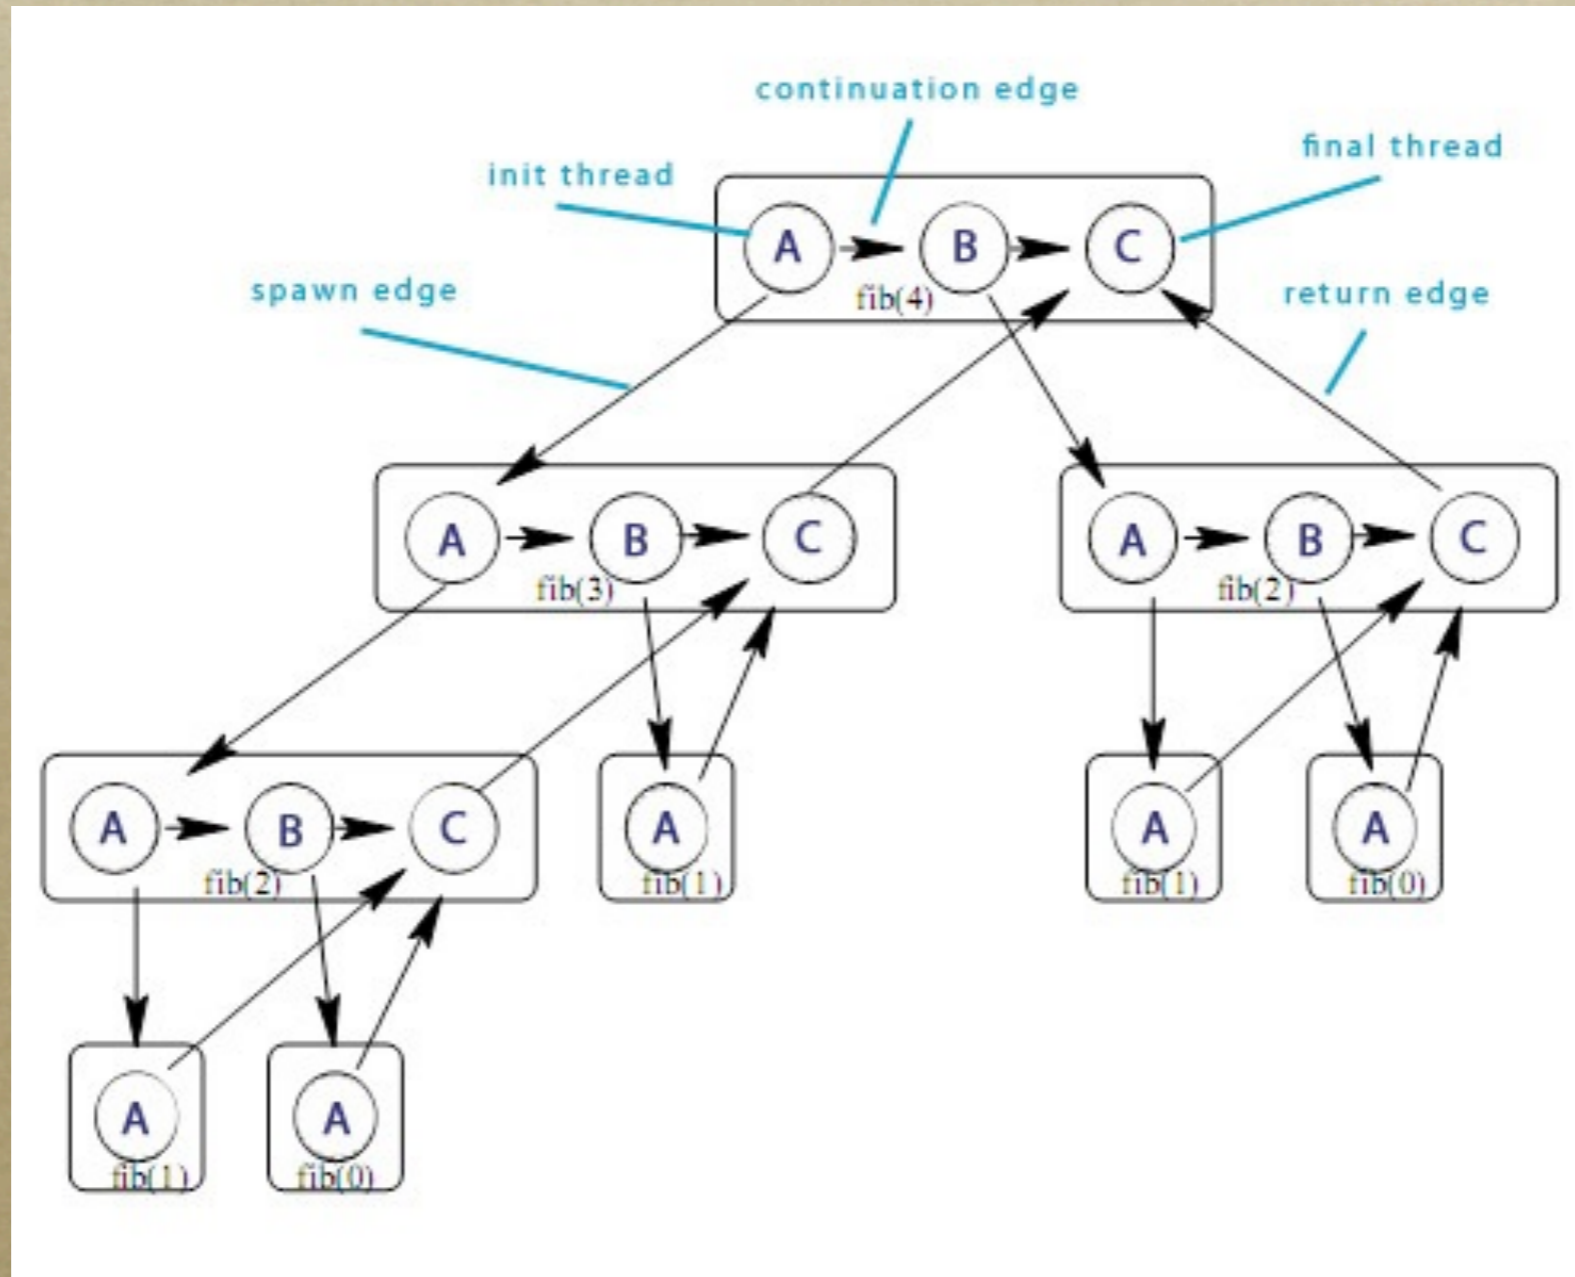 continuation edge
final thread
init thread
A B C
fib(4)
spawn edge
return edge
A B C
fib(3)
A B C
fib(2)
A B C
fib(2)
A
fib(1)
A
fib(1)
A
fib(0)
A
fib(1)
A
fib(0)